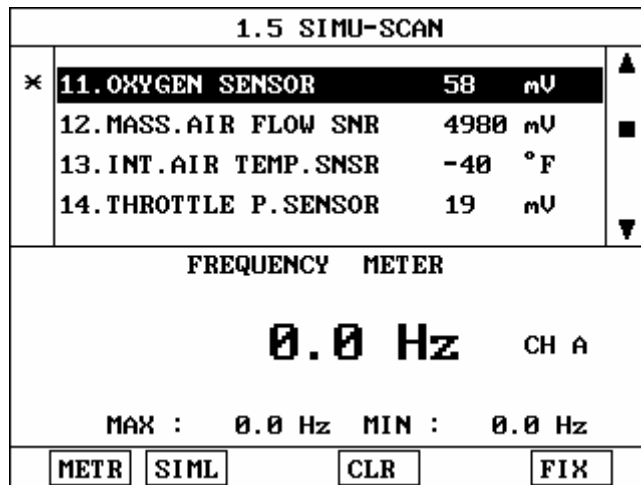 1.5 SIMU-SCAN
* 11.OXYGEN SENSOR 58 mV
12.MASS.AIR FLOW SNR 4980 mV
13.INT.AIR TEMP.SNSR -40 °F
14.THROTTLE P.SENSOR 19 mV
FREQUENCY METER
0.0 Hz CH A
MAX : 0.0 Hz MIN : 0.0 Hz
METR SIML CLR FIX